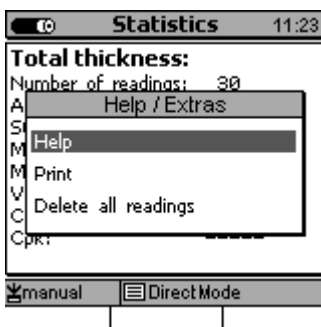 Statistics 11:23
Total thickness:
Number of readings: 30
Help / Extras
Help
Print
Delete all readings
Cpk: -----
manual DirectMode